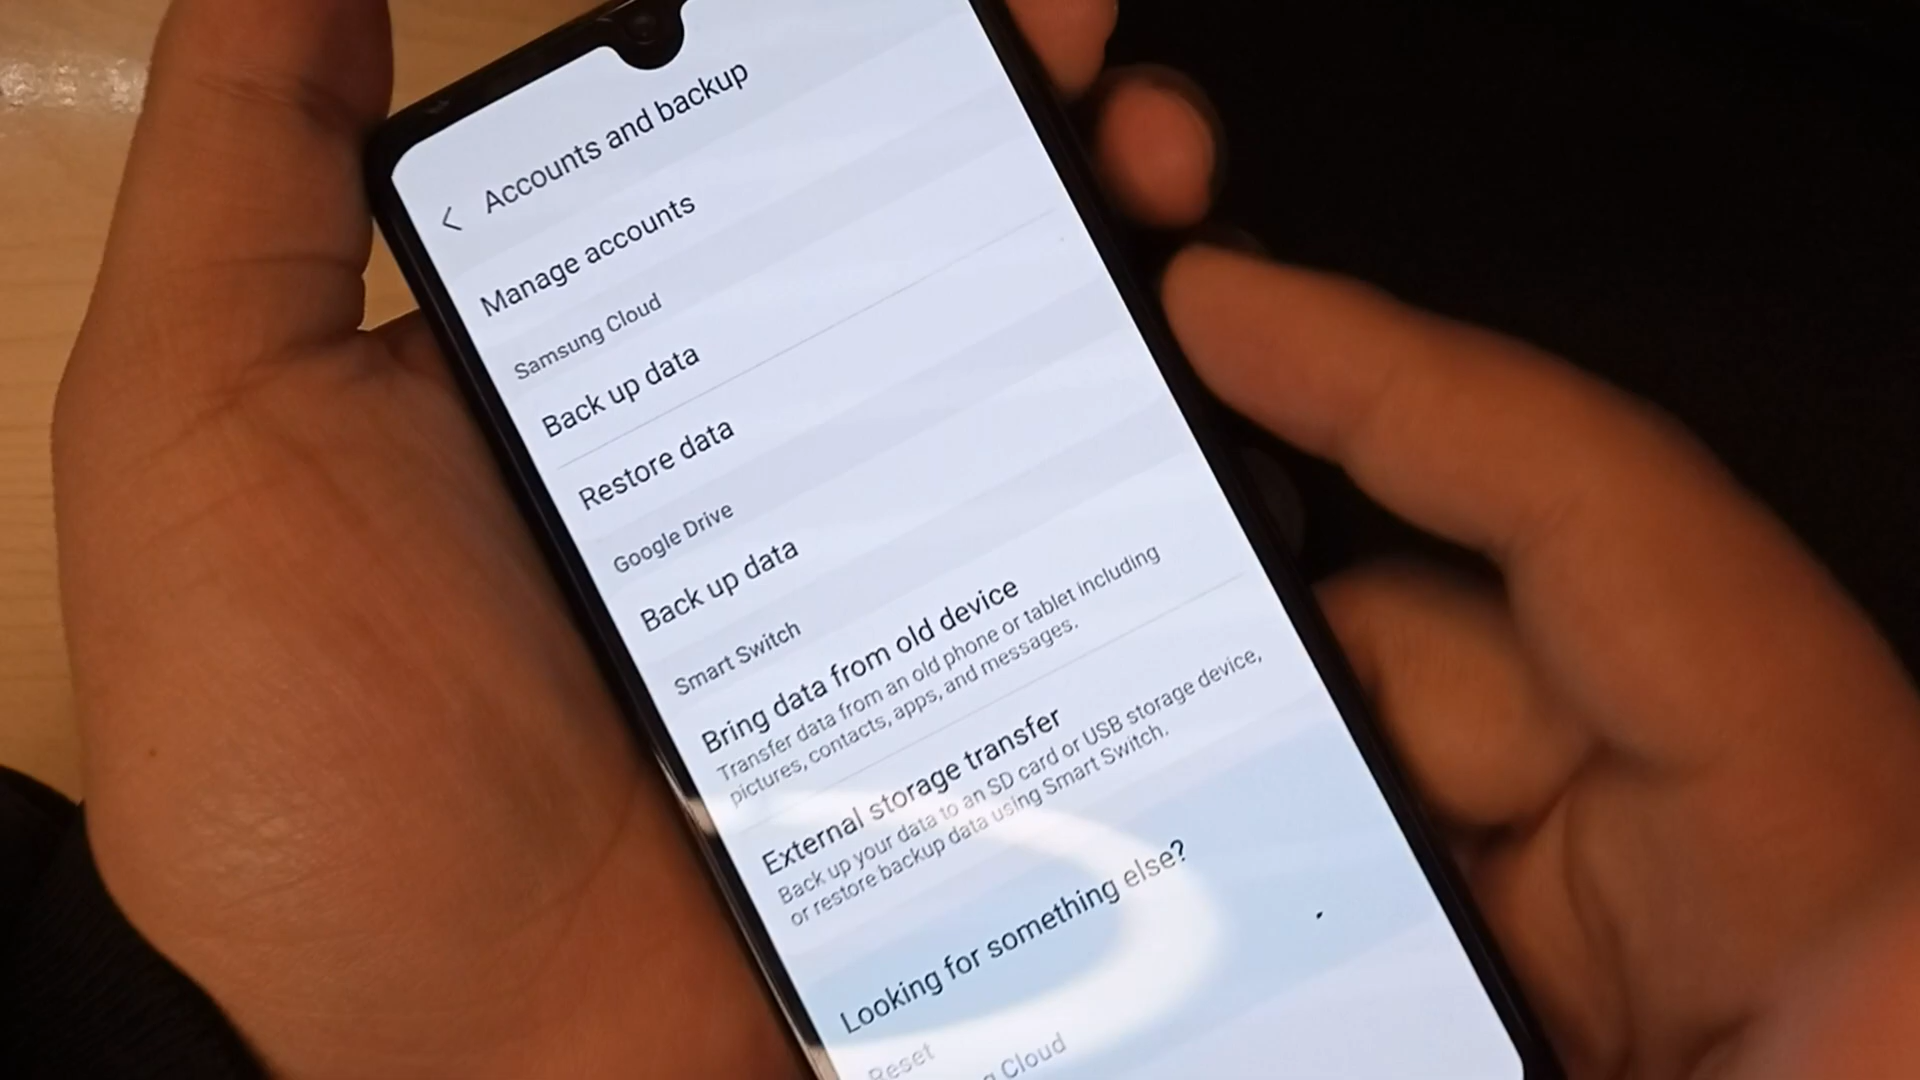 Accounts and backup
Manage accounts
Samsung Cloud
Back up data
Restore data
Google Drive
Back up data
Smart Switch
Bring data from old device
Transfer data from an old phone or tablet including
pictures, contacts, apps, and messages.
External storage transfer
Back up your data to an SD card or USB storage device,
or restore backup data using Smart Switch.
Looking for something else?
Reset
Cloud